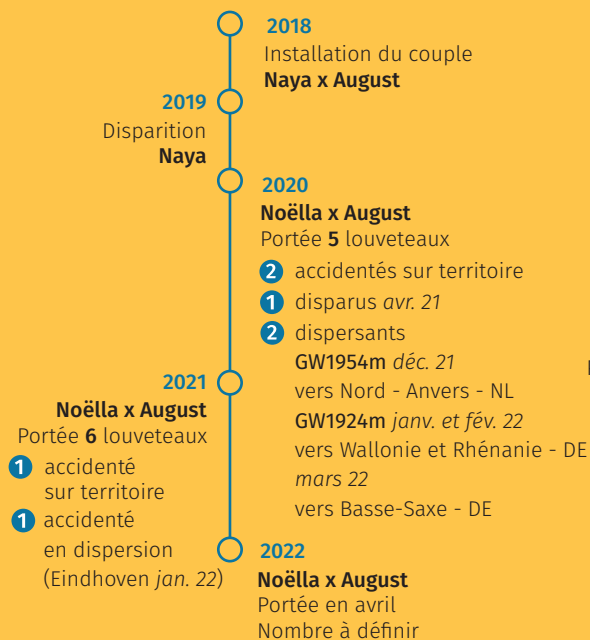 2018
Installation du couple
Naya x August
2019
Disparition
Naya
2020
Noëlla x August
Portée 5 louveteaux
2 accidentés sur territoire
1 disparus avr. 21
2 dispersants
GW1954m déc. 21
vers Nord - Anvers - NL
GW1924m janv. et fév. 22
vers Wallonie et Rhénanie - DE
mars 22
vers Basse-Saxe - DE
2021
Noëlla x August
Portée 6 louveteaux
1 accidenté
sur territoire
1 accidenté
en dispersion
(Eindhoven jan. 22)
2022
Noëlla x August
Portée en avril
Nombre à définir